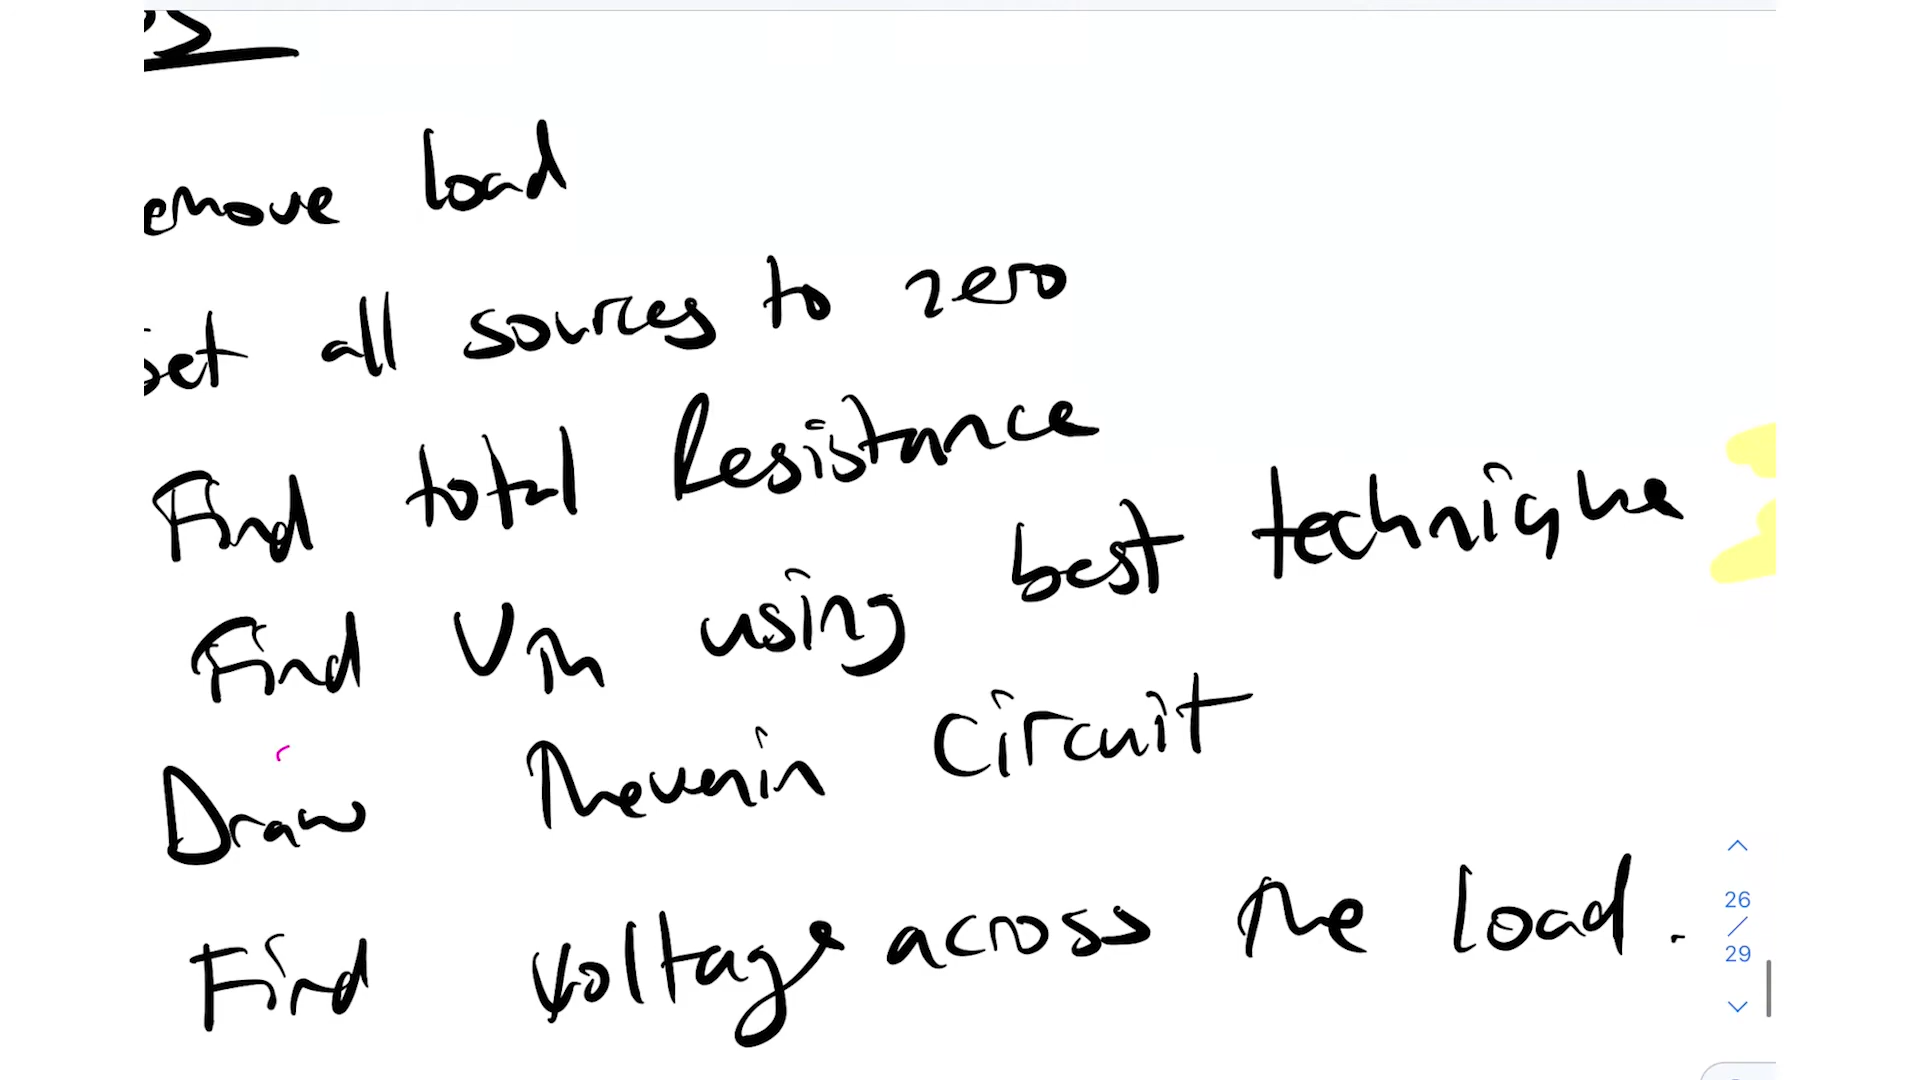 emove load
Set all sources to zero
Find total Resistance
Find VTh using best technique
Draw Thevenin Circuit
Find voltage across the load.
26
/
29